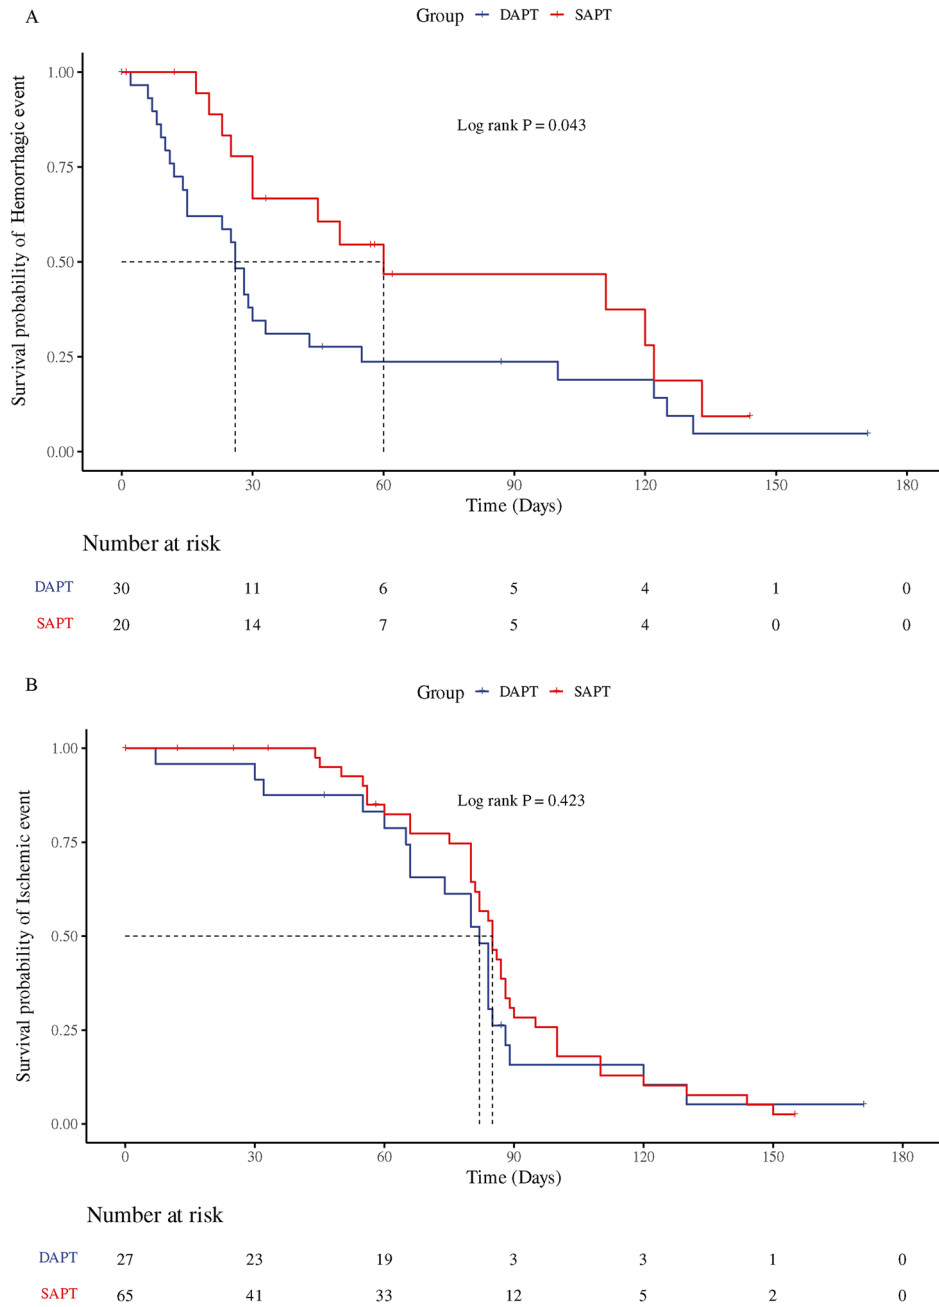 A
Group DAPT SAPT
Survival probability of Hemorrhagic event
1.00
0.75
0.50
0.25
0.00
Log rank P = 0.043
0 30 60 90 120 150 180
Time (Days)
Number at risk
DAPT 30 11 6 5 4 1 0
SAPT 20 14 7 5 4 0 0
B
Group DAPT SAPT
Survival probability of Ischemic event
1.00
0.75
0.50
0.25
0.00
Log rank P = 0.423
0 30 60 90 120 150 180
Time (Days)
Number at risk
DAPT 27 23 19 3 3 1 0
SAPT 65 41 33 12 5 2 0